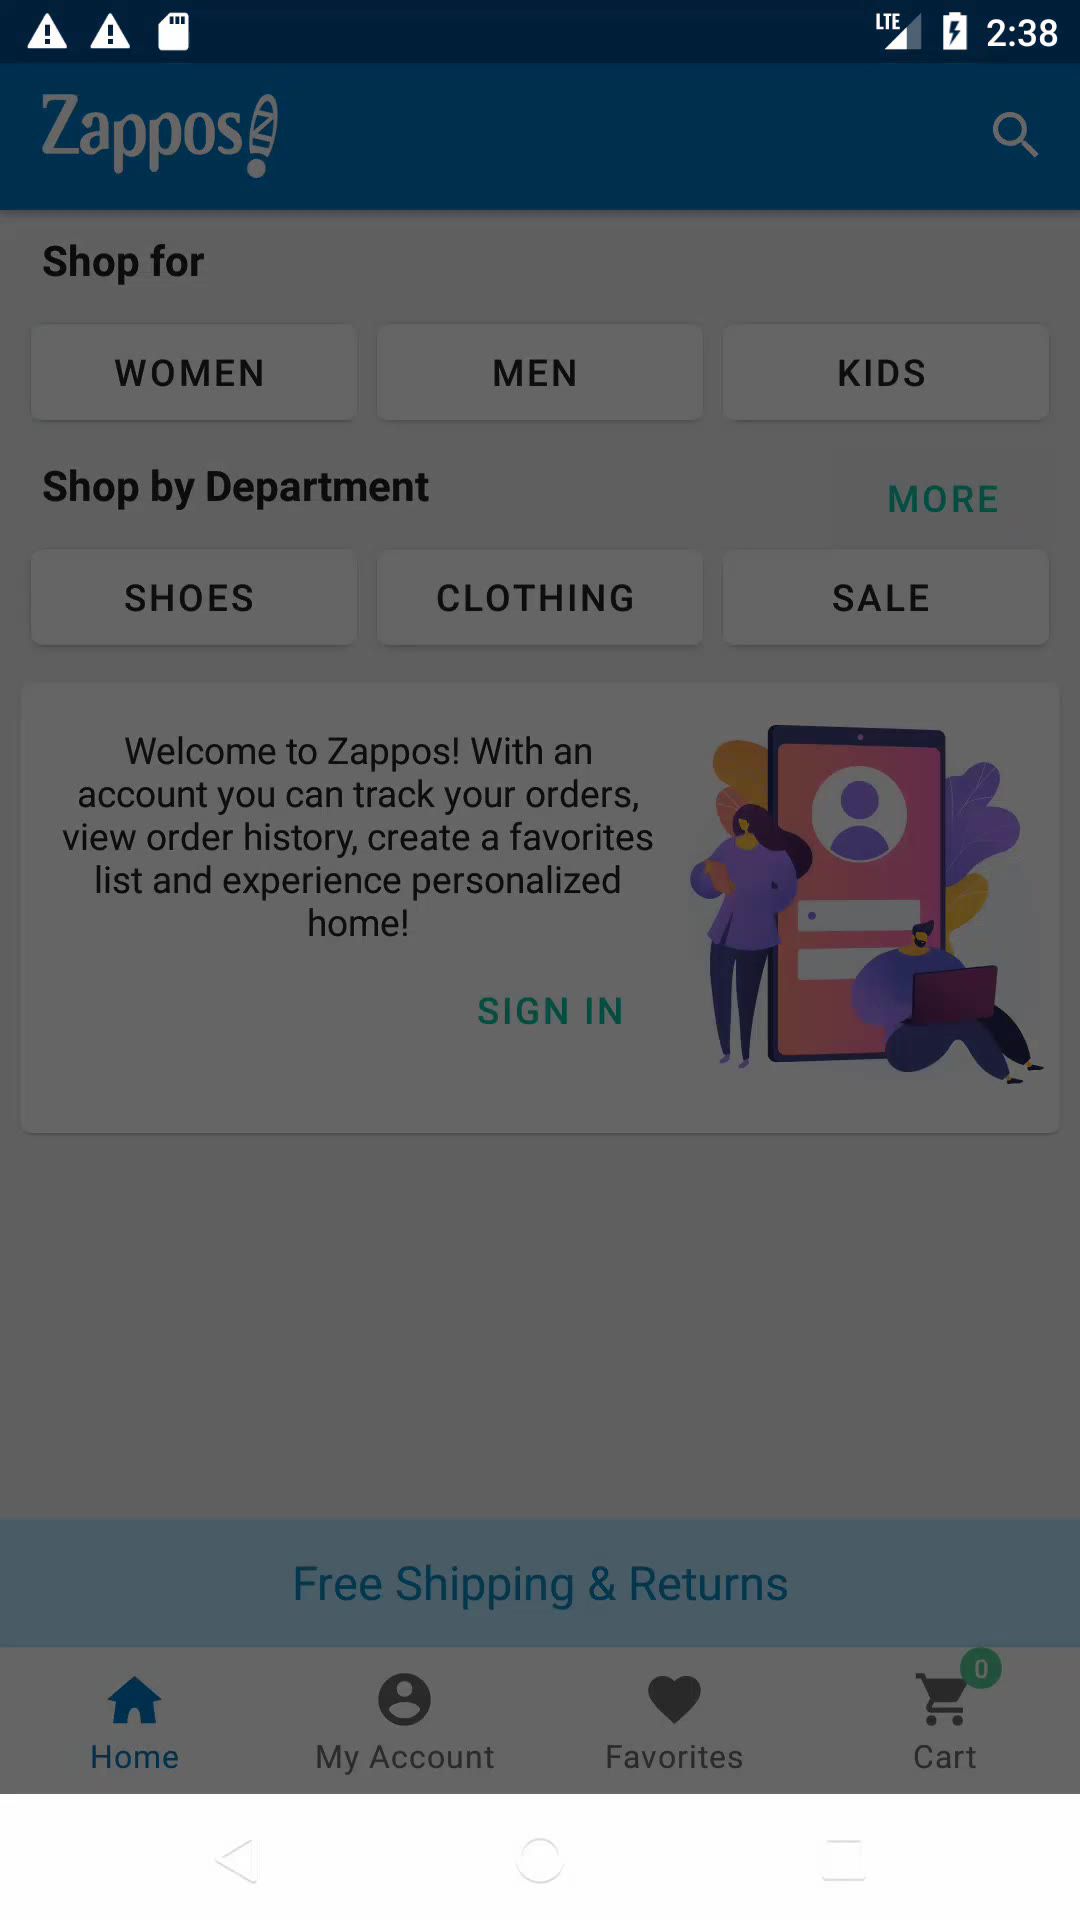 LTE 2:38
Zappos
Shop for
WOMEN MEN KIDS
Shop by Department MORE
SHOES CLOTHING SALE
Welcome to Zappos! With an
account you can track your orders,
view order history, create a favorites
list and experience personalized
home!
SIGN IN
Free Shipping & Returns
0
Home My Account Favorites Cart